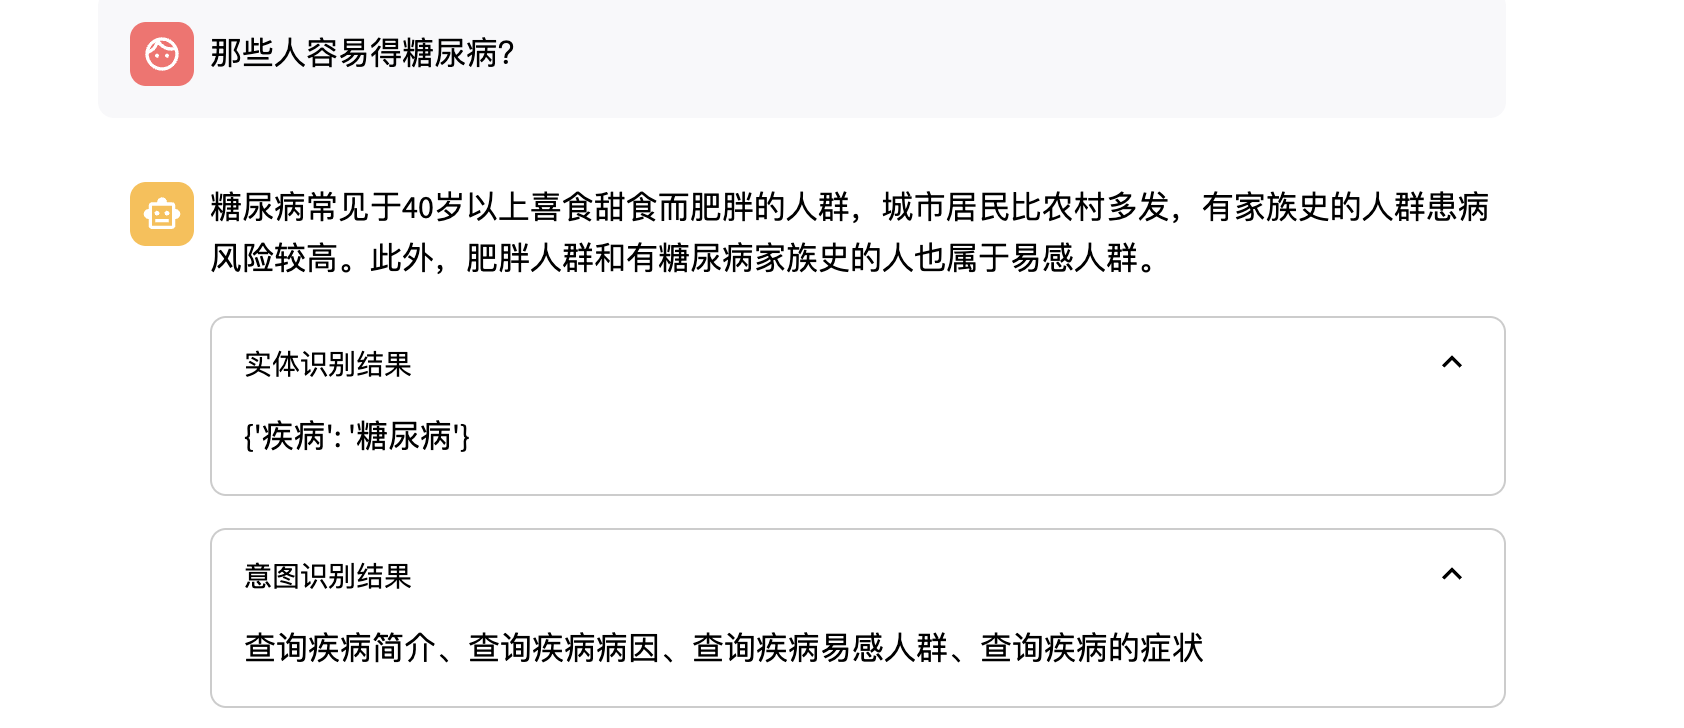 那些人容易得糖尿病?
糖尿病常见于40岁以上喜食甜食而肥胖的人群，城市居民比农村多发，有家族史的人群患病
风险较高。此外，肥胖人群和有糖尿病家族史的人也属于易感人群。
实体识别结果
{'疾病': '糖尿病'}
意图识别结果
查询疾病简介、查询疾病病因、查询疾病易感人群、查询疾病的症状